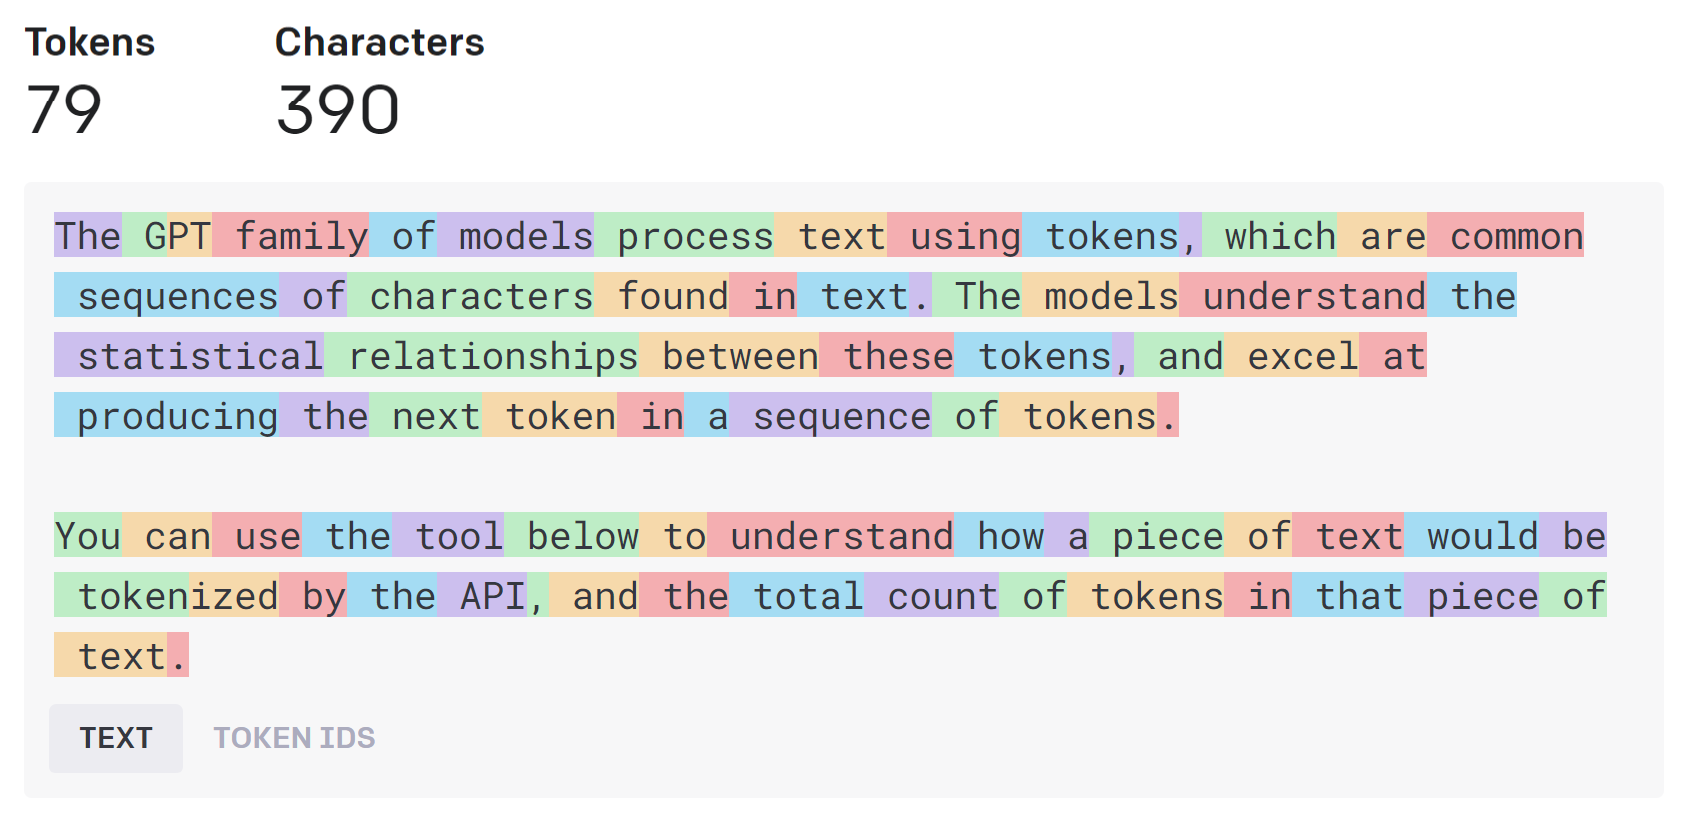 Tokens Characters
79 390
The GPT family of models process text using tokens, which are common
sequences of characters found in text. The models understand the
statistical relationships between these tokens, and excel at
producing the next token in a sequence of tokens.
You can use the tool below to understand how a piece of text would be
tokenized by the API, and the total count of tokens in that piece of
text.
TEXT TOKEN IDS